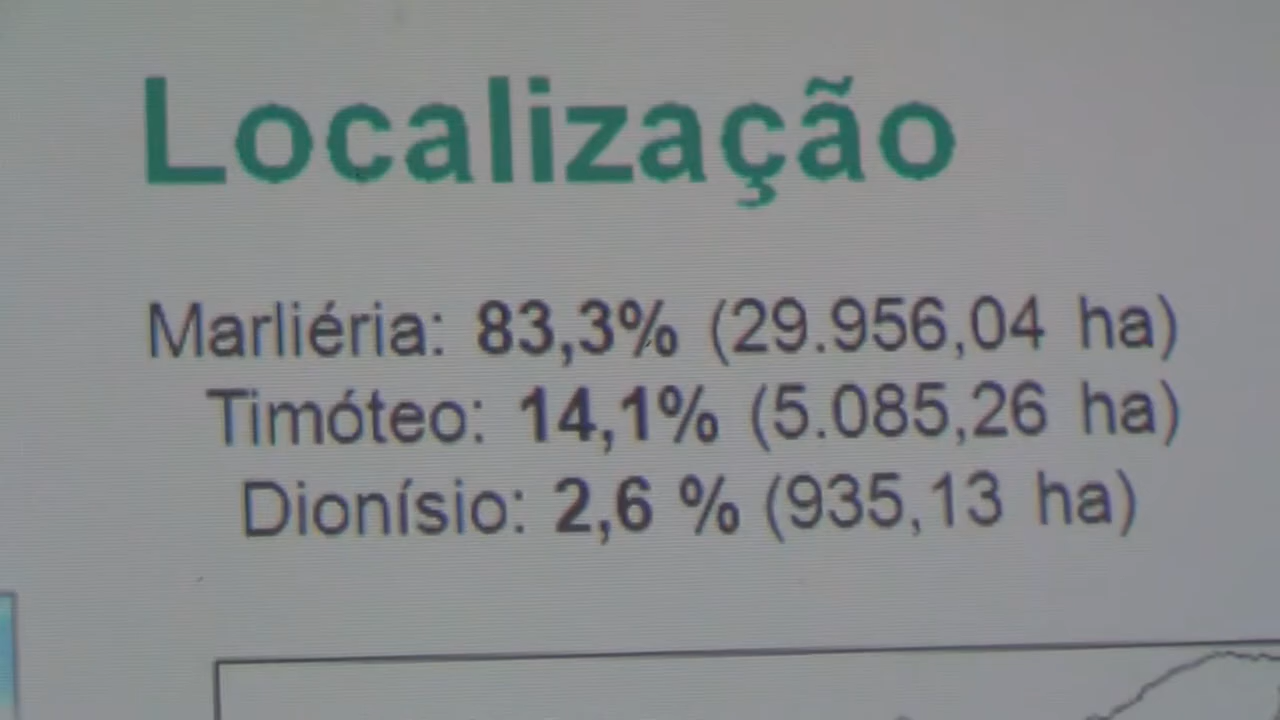 Localização
Marliéria: 83,3% (29.956,04 ha)
Timóteo: 14,1% (5.085,26 ha)
Dionísio: 2,6 % (935,13 ha)